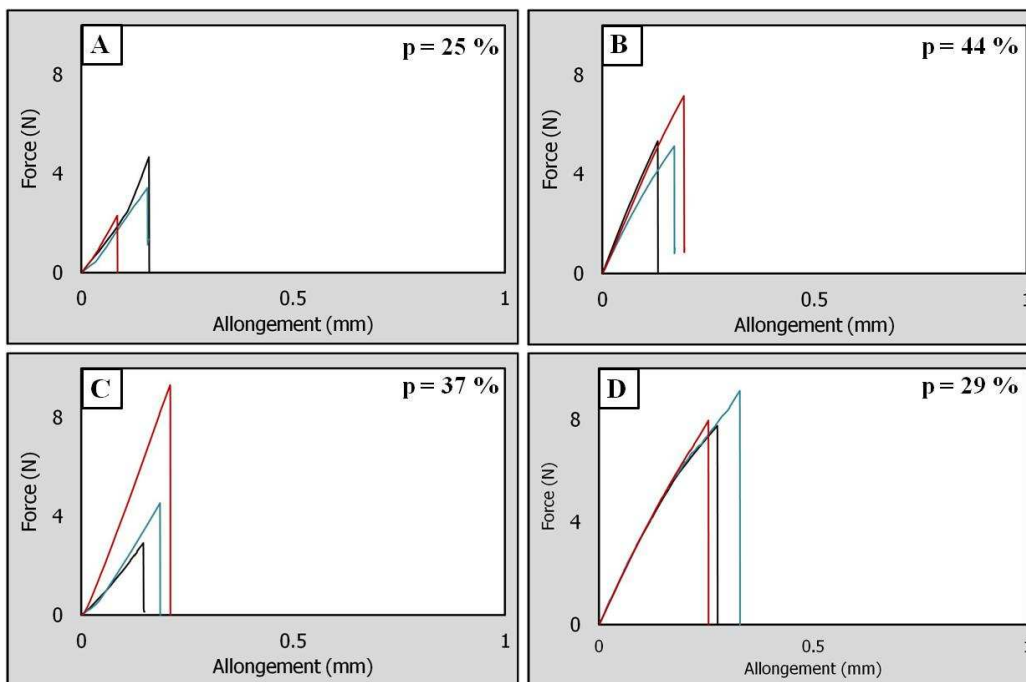 A
p = 25 %
8
4
0
Force (N)
0
0.5
1
Allongement (mm)
B
p = 44 %
8
4
0
Force (N)
0
0.5
1
Allongement (mm)
C
p = 37 %
8
4
0
Force (N)
0
0.5
1
Allongement (mm)
D
p = 29 %
8
4
0
Force (N)
0
0.5
1
Allongement (mm)